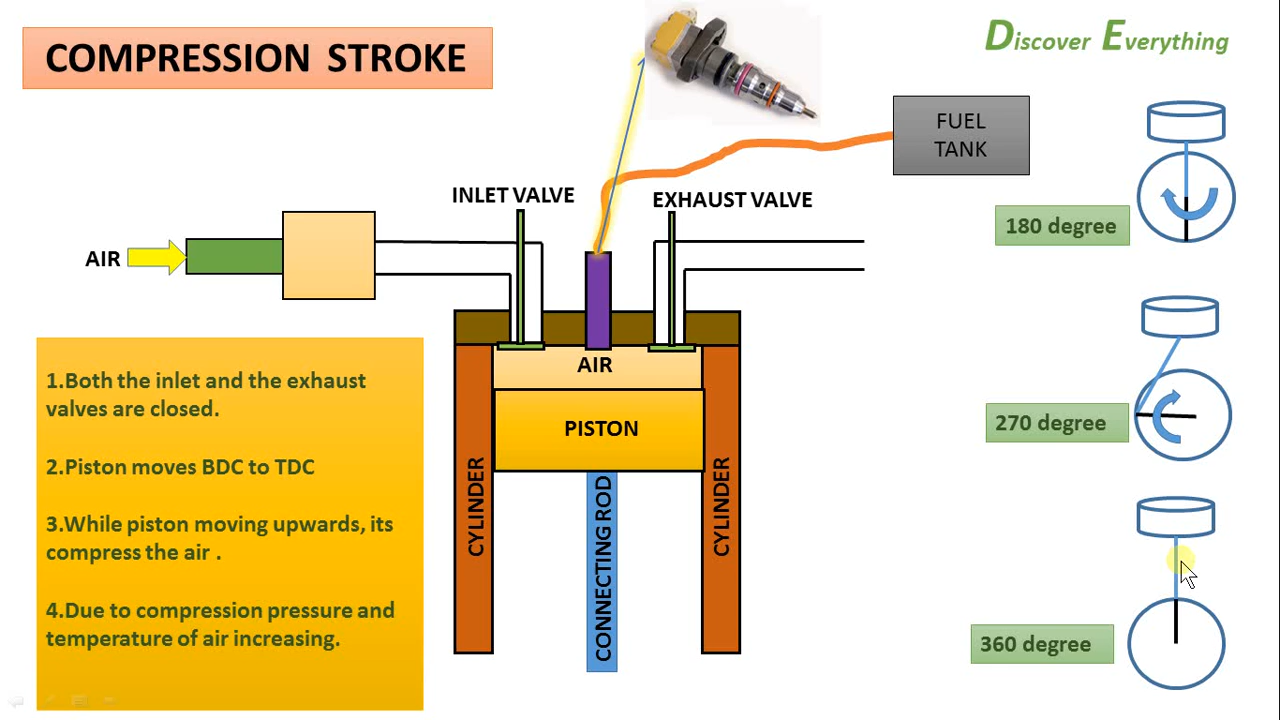 COMPRESSION STROKE
Discover Everything
FUEL
TANK
INLET VALVE
EXHAUST VALVE
180 degree
AIR
AIR
1.Both the inlet and the exhaust
valves are closed.
2.Piston moves BDC to TDC
3.While piston moving upwards, its
compress the air .
4.Due to compression pressure and
temperature of air increasing.
PISTON
CYLINDER
CONNECTING ROD
CYLINDER
270 degree
360 degree